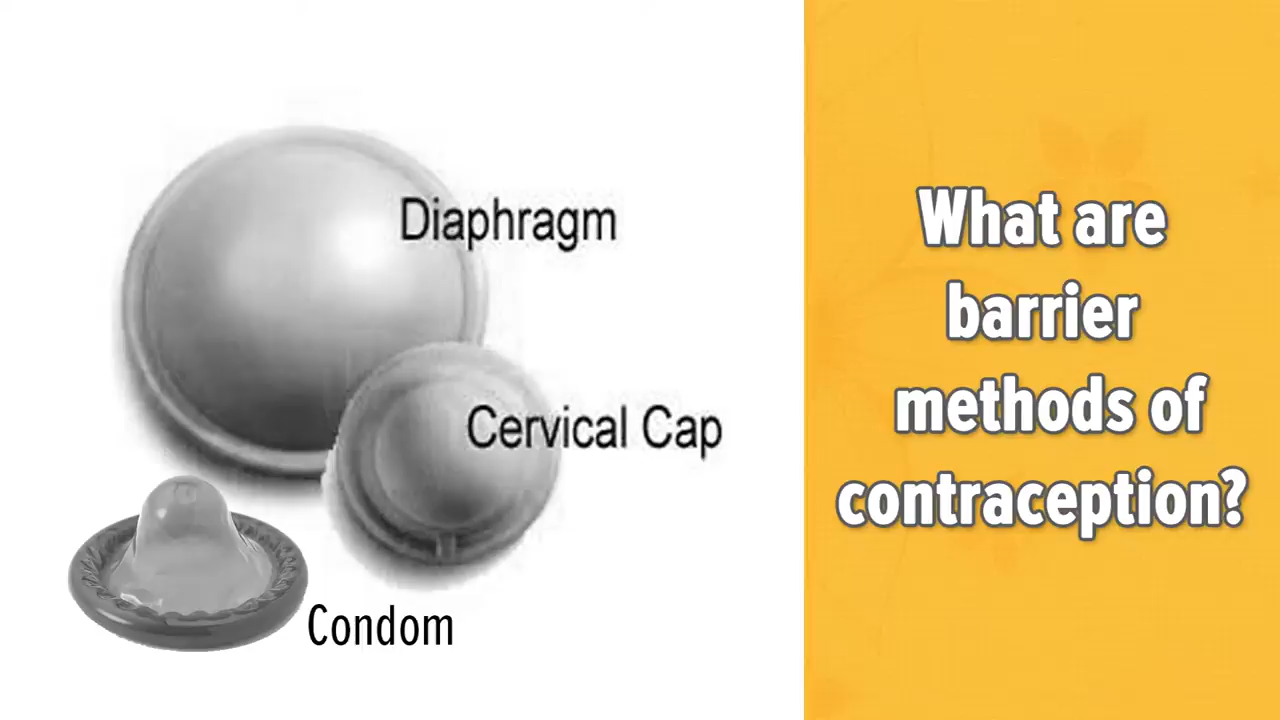 Diaphragm
Cervical Cap
Condom
What are
barrier
methods of
contraception?